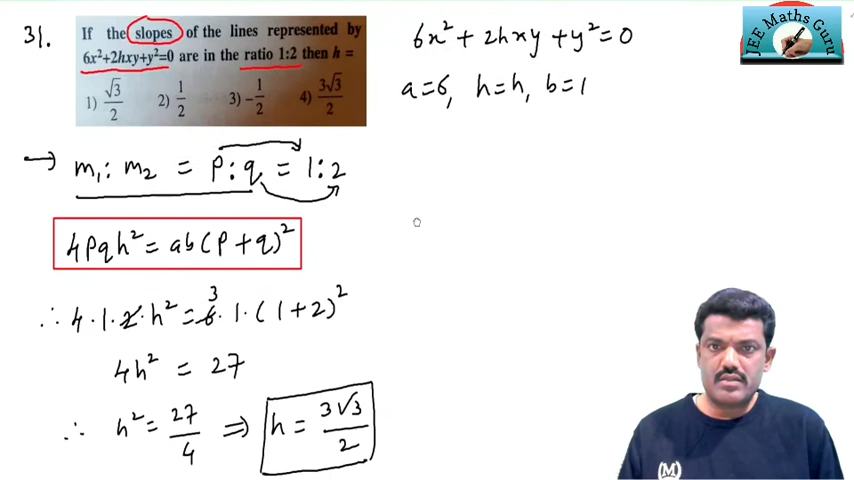 31.
If the slopes of the lines represented by
6x²+2hxy+y²=0 are in the ratio 1:2 then h =
1) √3/2 2) 1/2 3) -1/2 4) 3√3/2
6x² + 2hxy + y² = 0
a=6, h=h, b=1
→ m₁: m₂ = P:q = 1:2
4Pqh² = ab(P+q)²
∴ 4·1·2·h² = 6·1·(1+2)²
3
4h² = 27
∴ h² = 27/4 ⇒ h = 3√3/2
JEE Maths Guru
(M)